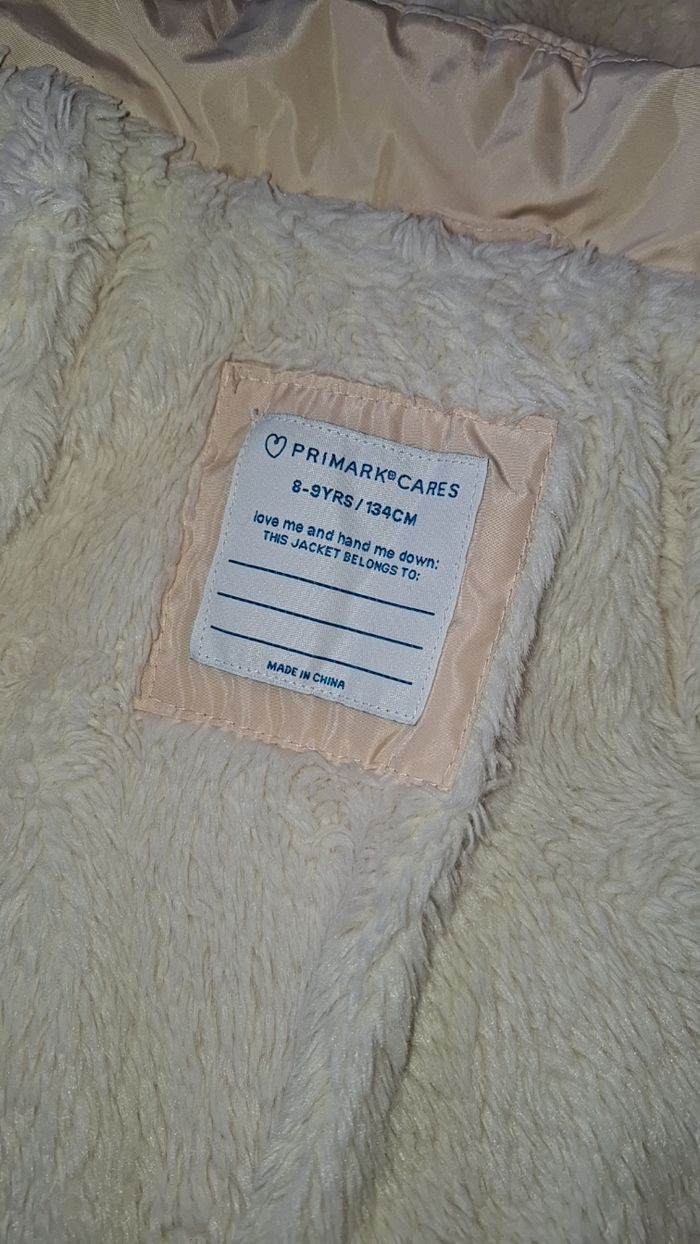 PRIMARK® CARES
8-9YRS/134CM
love me and hand me down:
THIS JACKET BELONGS TO:
MADE IN CHINA